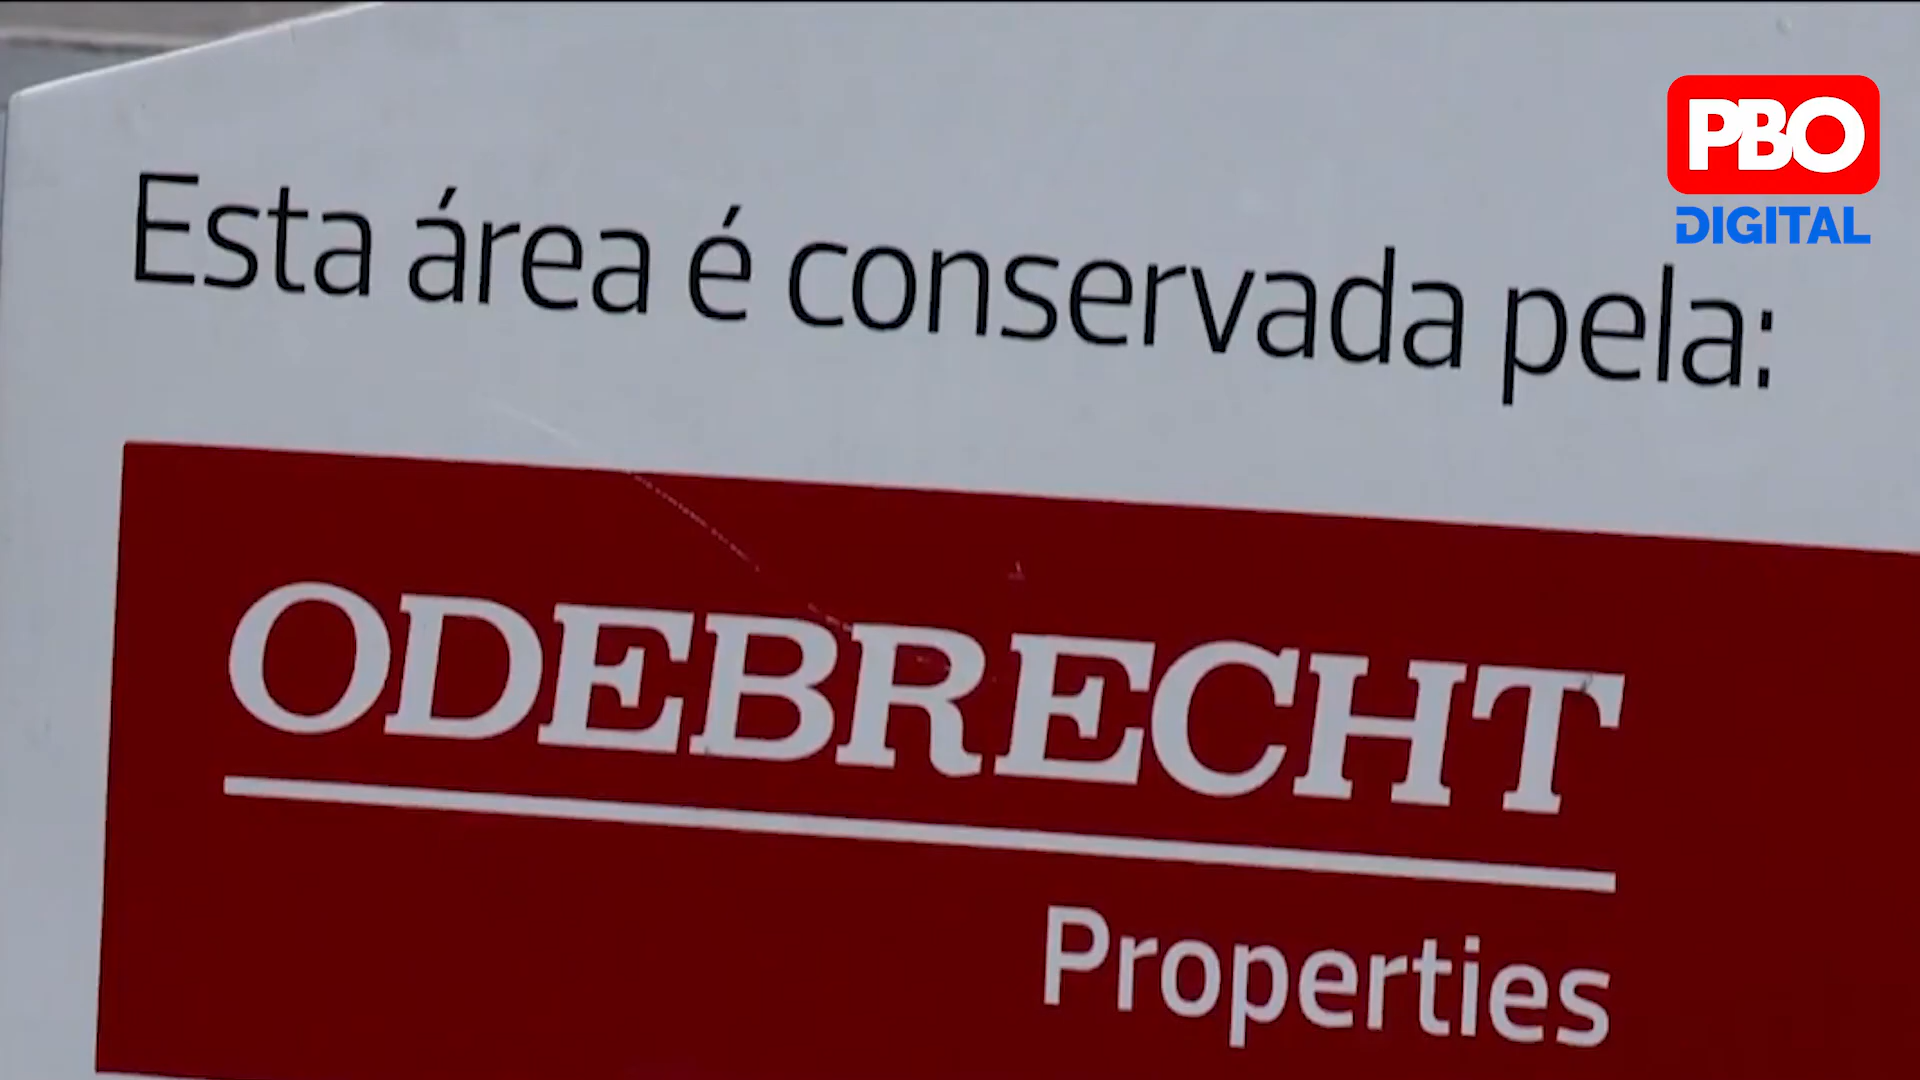 PBO
DIGITAL
Esta área é conservada pela:
ODEBRECHT
Properties